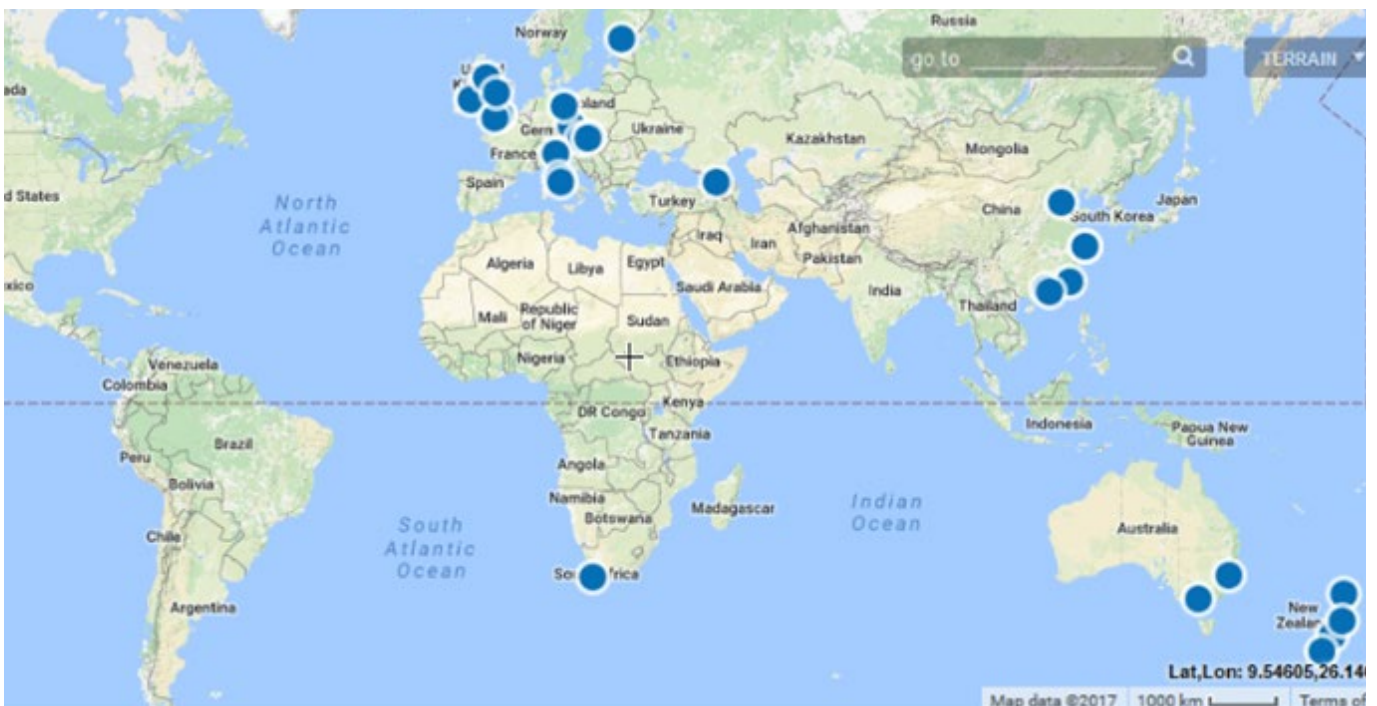 Norway
Russia
go to
TERRAIN
ada
land
Gern
Ukraine
Kazakhstan
Mongolia
France
Spain
d States
North
Atlantic
Ocean
Turkey
China
Japan
South Korea
Iraq
Iran
Afghanistan
Pakistan
Algeria
Libya
Egypt
Saudi Arabia
India
Thailand
xico
Mali
Republic
of Niger
Sudan
Nigeria
Ethiopia
Venezuela
Colombia
DR Congo
Kenya
Tanzania
Indonesia
Papua New
Guinea
Brazil
Peru
Bolivia
Angola
Namibia
Botswana
Madagascar
Indian
Ocean
Australia
South
Atlantic
Ocean
Chile
Sou frica
Argentina
New
Zealan
Lat,Lon: 9.54605,26.14
Map data ©2017
1000 km
Terms of